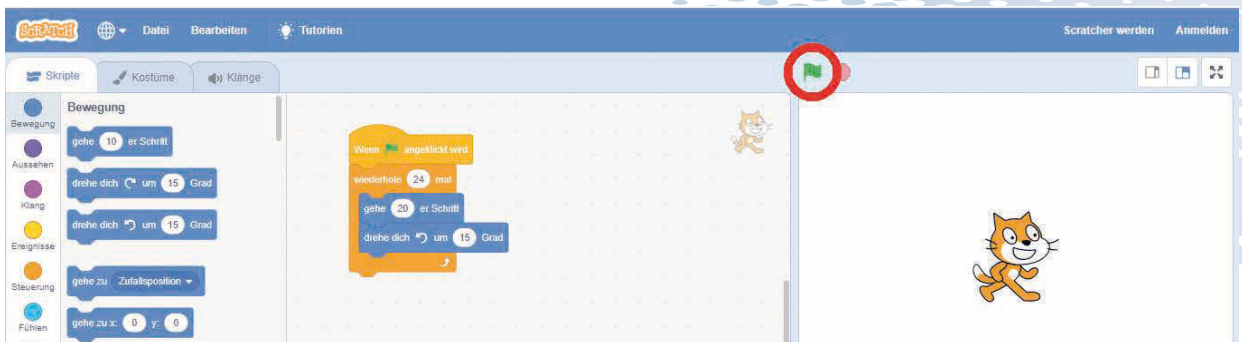 SCRATCH Datei Bearbeiten Tutorien Scratcher werden Anmelden
Skripte Kostüme Klänge
Bewegung
Aussehen
Klang
Ereignisse
Steuerung
Fühlen
Bewegung
gehe 10 er Schritt
drehe dich um 15 Grad
drehe dich um 15 Grad
gehe zu Zufallsposition
gehe zu x: 0 y: 0
Wenn angeklickt wird
wiederhole 24 mal
gehe 20 er Schritt
drehe dich um 15 Grad